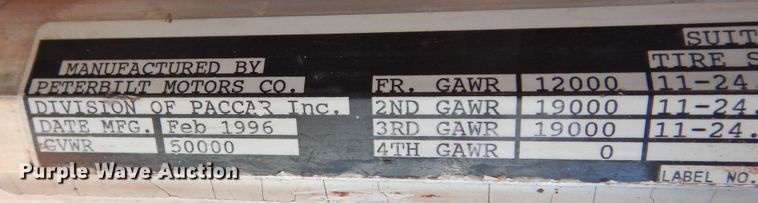 SUIT
MANUFACTURED BY TIRE S
PETERBILT MOTORS CO. FR. GAWR 12000 11-24
DIVISION OF PACCAR Inc. 2ND GAWR 19000 11-24.
DATE MFG. Feb 1996 3RD GAWR 19000 11-24.
GVWR 50000 4TH GAWR 0
LABEL NO.
Purple Wave Auction